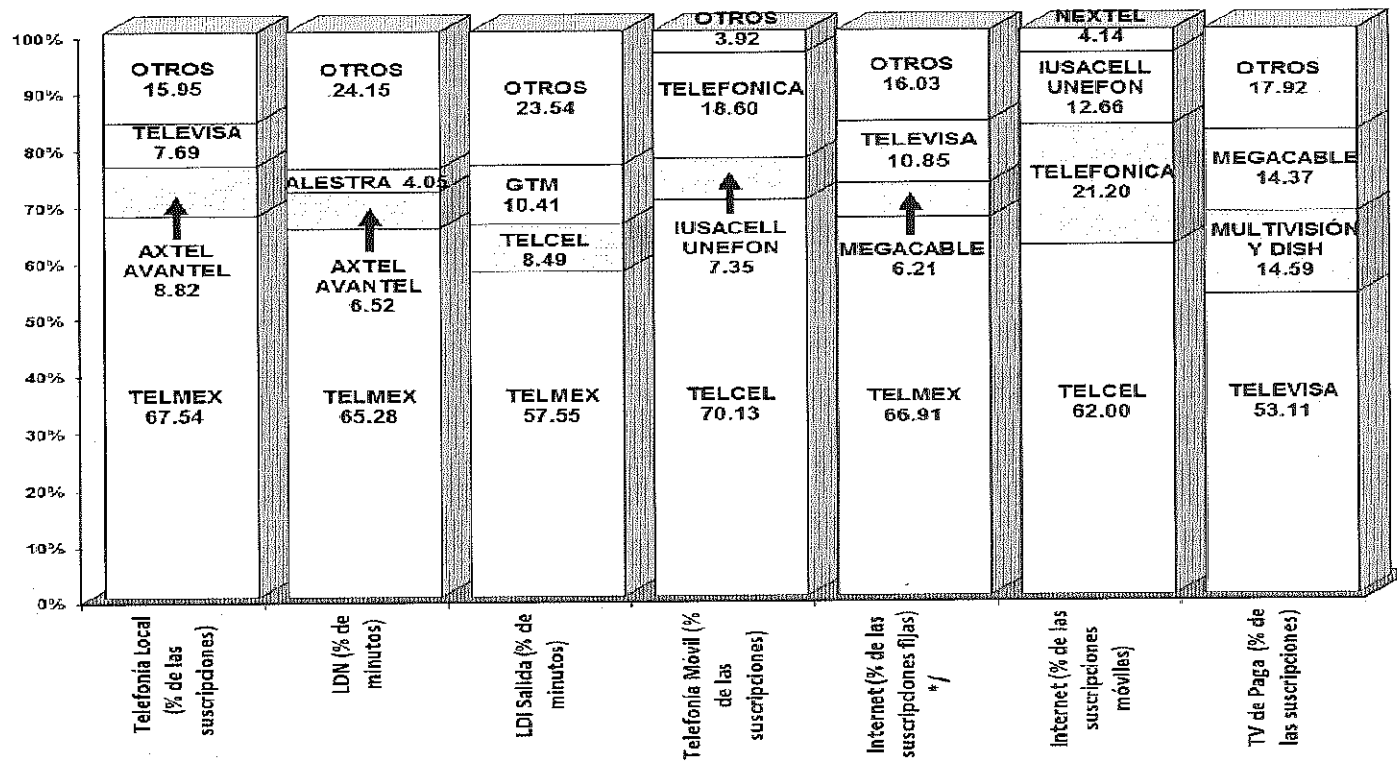 100%
90%
80%
70%
60%
50%
40%
30%
20%
10%
0%
OTROS
15.95
TELEVISA
7.69
AXTEL
AVANTEL
8.82
TELMEX
67.54
OTROS
24.15
ALESTRA 4.05
AXTEL
AVANTEL
6.52
TELMEX
65.28
OTROS
23.54
GTM
10.41
TELCEL
8.49
TELMEX
57.55
OTROS
3.92
TELEFONICA
18.60
IUSACELL
UNEFON
7.35
TELCEL
70.13
OTROS
16.03
TELEVISA
10.85
MEGACABLE
6.21
TELMEX
66.91
NEXTEL
4.14
IUSACELL
UNEFON
12.66
TELEFONICA
21.20
TELCEL
62.00
OTROS
17.92
MEGACABLE
14.37
MULTIVISIÓN
Y DISH
14.59
TELEVISA
53.11
Telefonía Local
(% de las
suscripciones)
LDN (% de
minutos)
LDI Salida (% de
minutos)
Telefonía Móvil (%
de las
suscripciones)
Internet (% de las
suscripciones fijas)
*/
Internet (% de las
suscripciones
móviles)
TV de Paga (% de
las suscripciones)